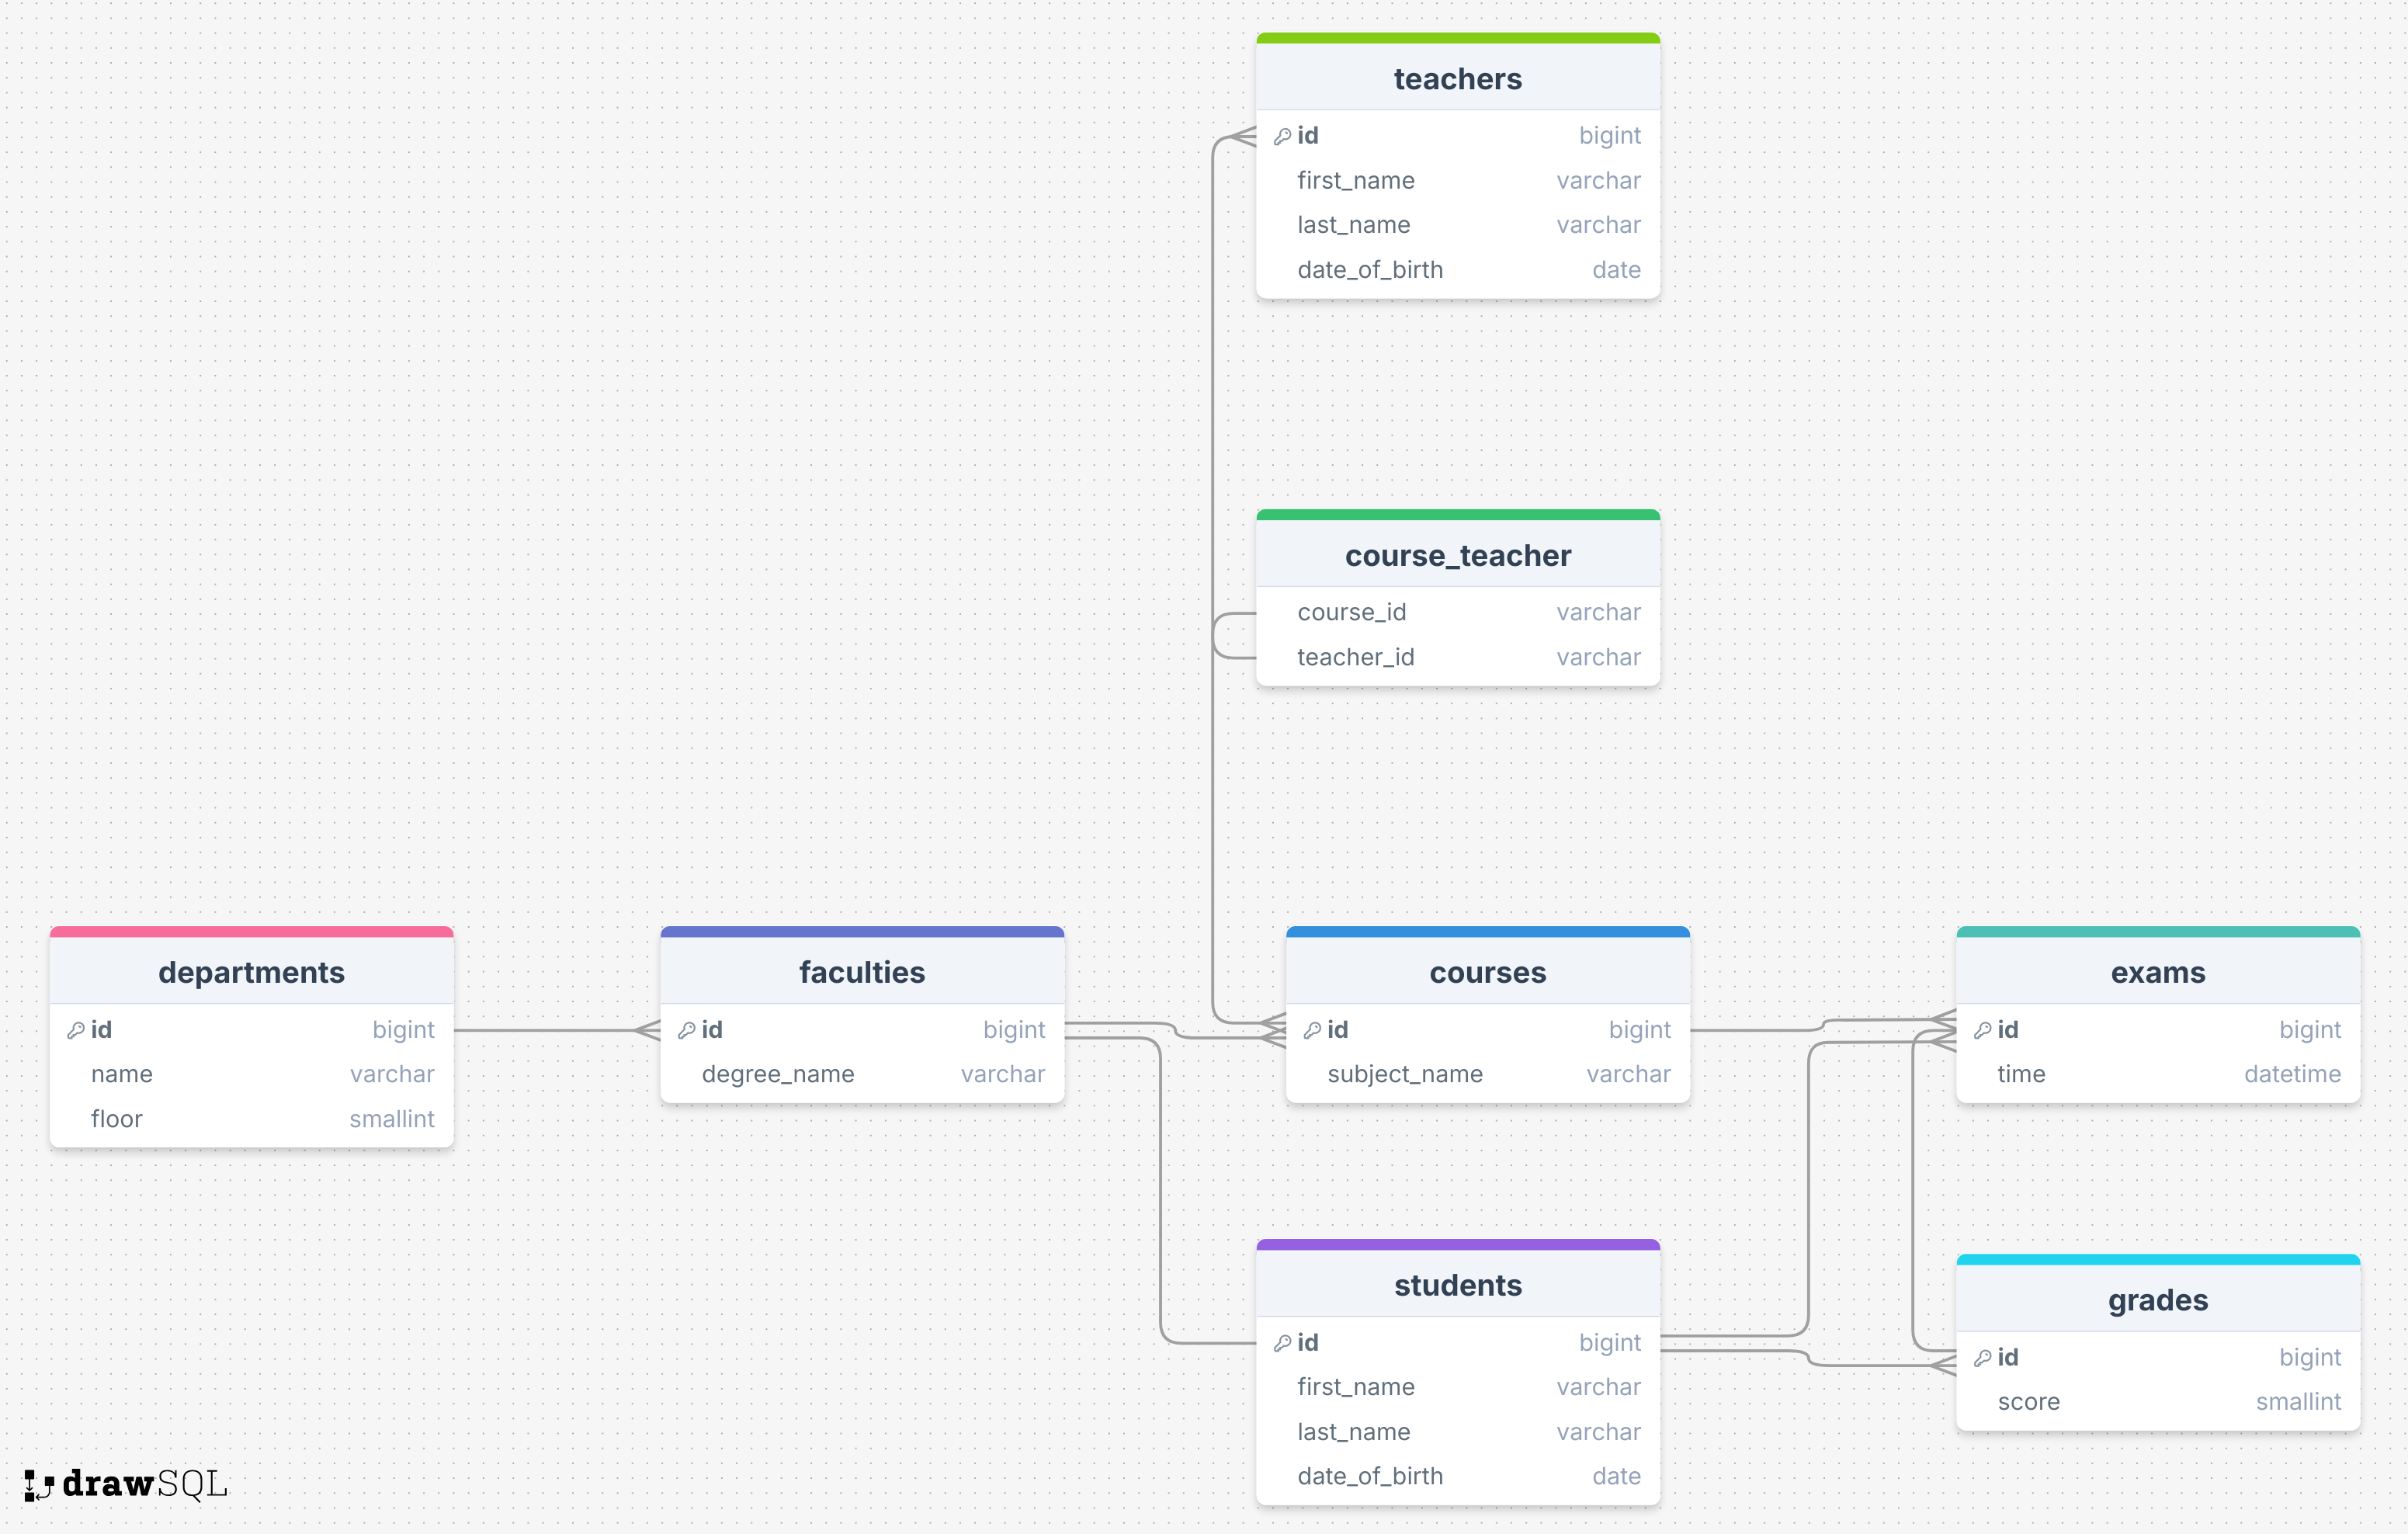 teachers
id bigint
first_name varchar
last_name varchar
date_of_birth date
course_teacher
course_id varchar
teacher_id varchar
departments
id bigint
name varchar
floor smallint
faculties
id bigint
degree_name varchar
courses
id bigint
subject_name varchar
exams
id bigint
time datetime
students
id bigint
first_name varchar
last_name varchar
date_of_birth date
grades
id bigint
score smallint
drawSQL